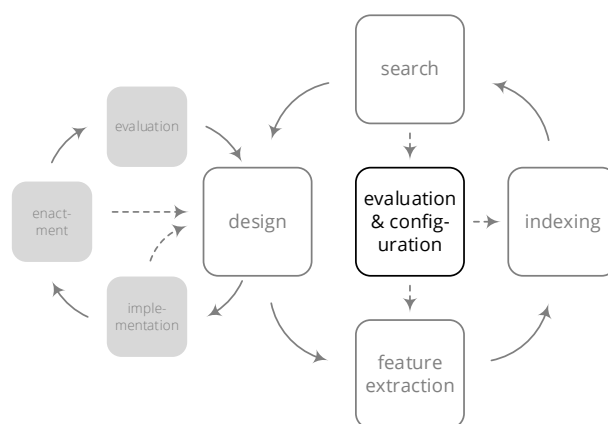 search
evaluation
enact-
ment
design
evaluation
& config-
uration
indexing
imple-
mentation
feature
extraction